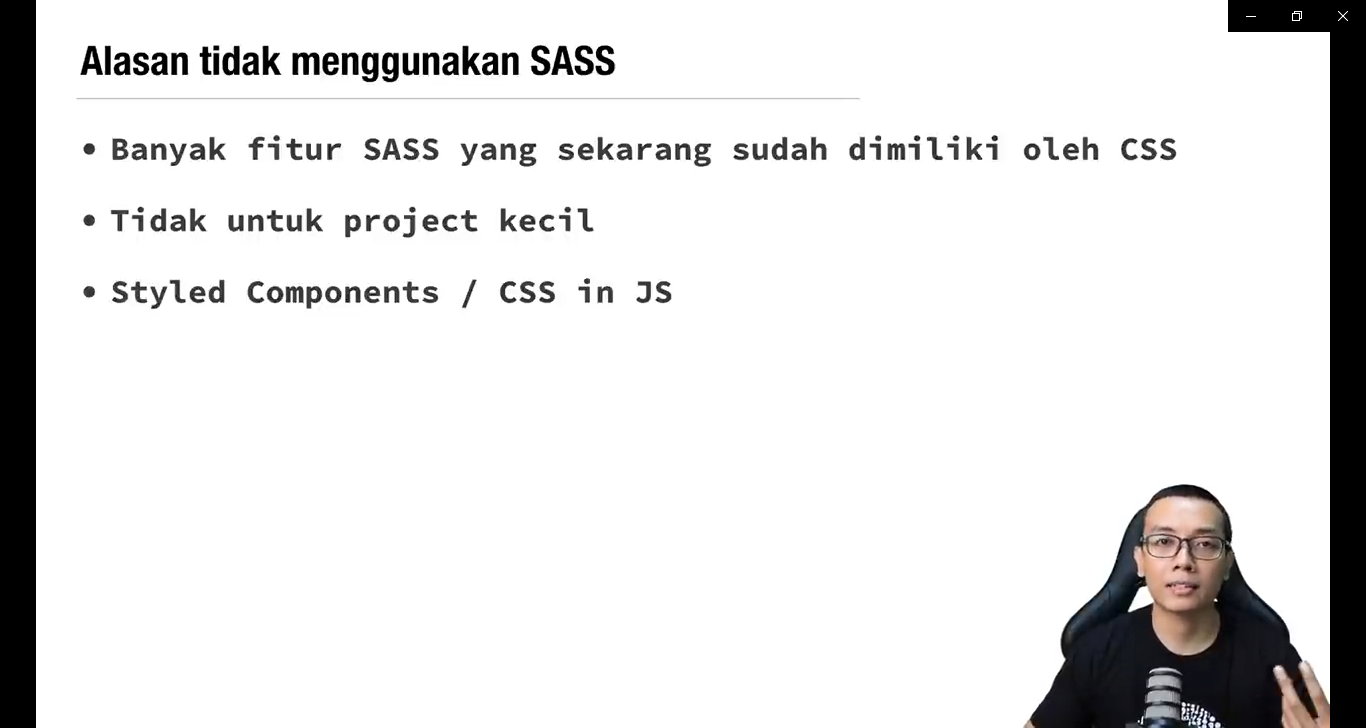 Alasan tidak menggunakan SASS
• Banyak fitur SASS yang sekarang sudah dimiliki oleh CSS
• Tidak untuk project kecil
• Styled Components / CSS in JS